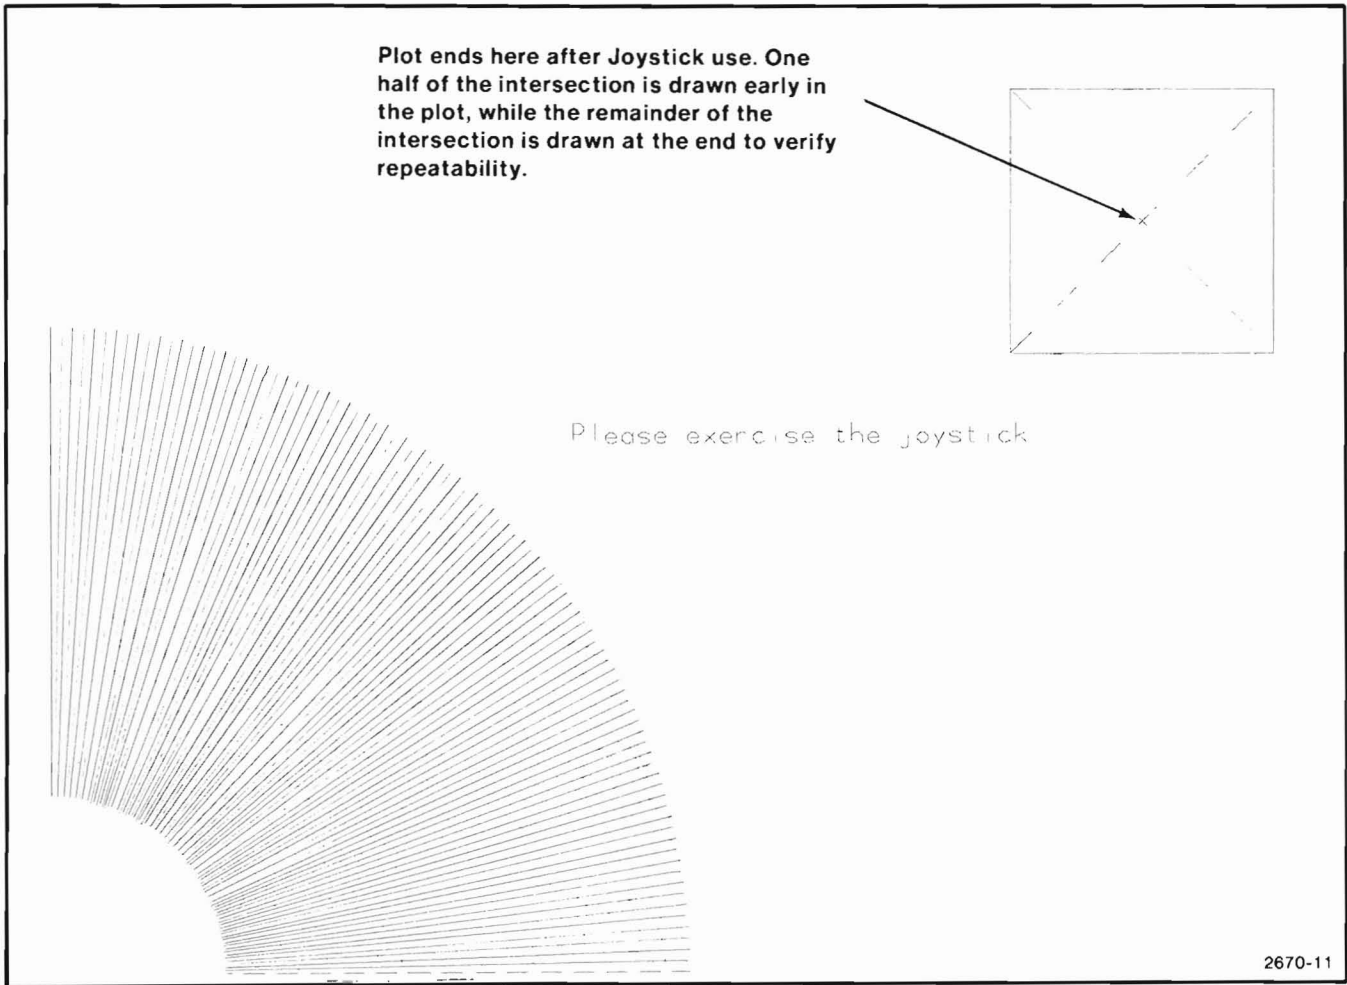 Plot ends here after Joystick use. One
half of the intersection is drawn early in
the plot, while the remainder of the
intersection is drawn at the end to verify
repeatability.
Please exercise the joystick
2670-11